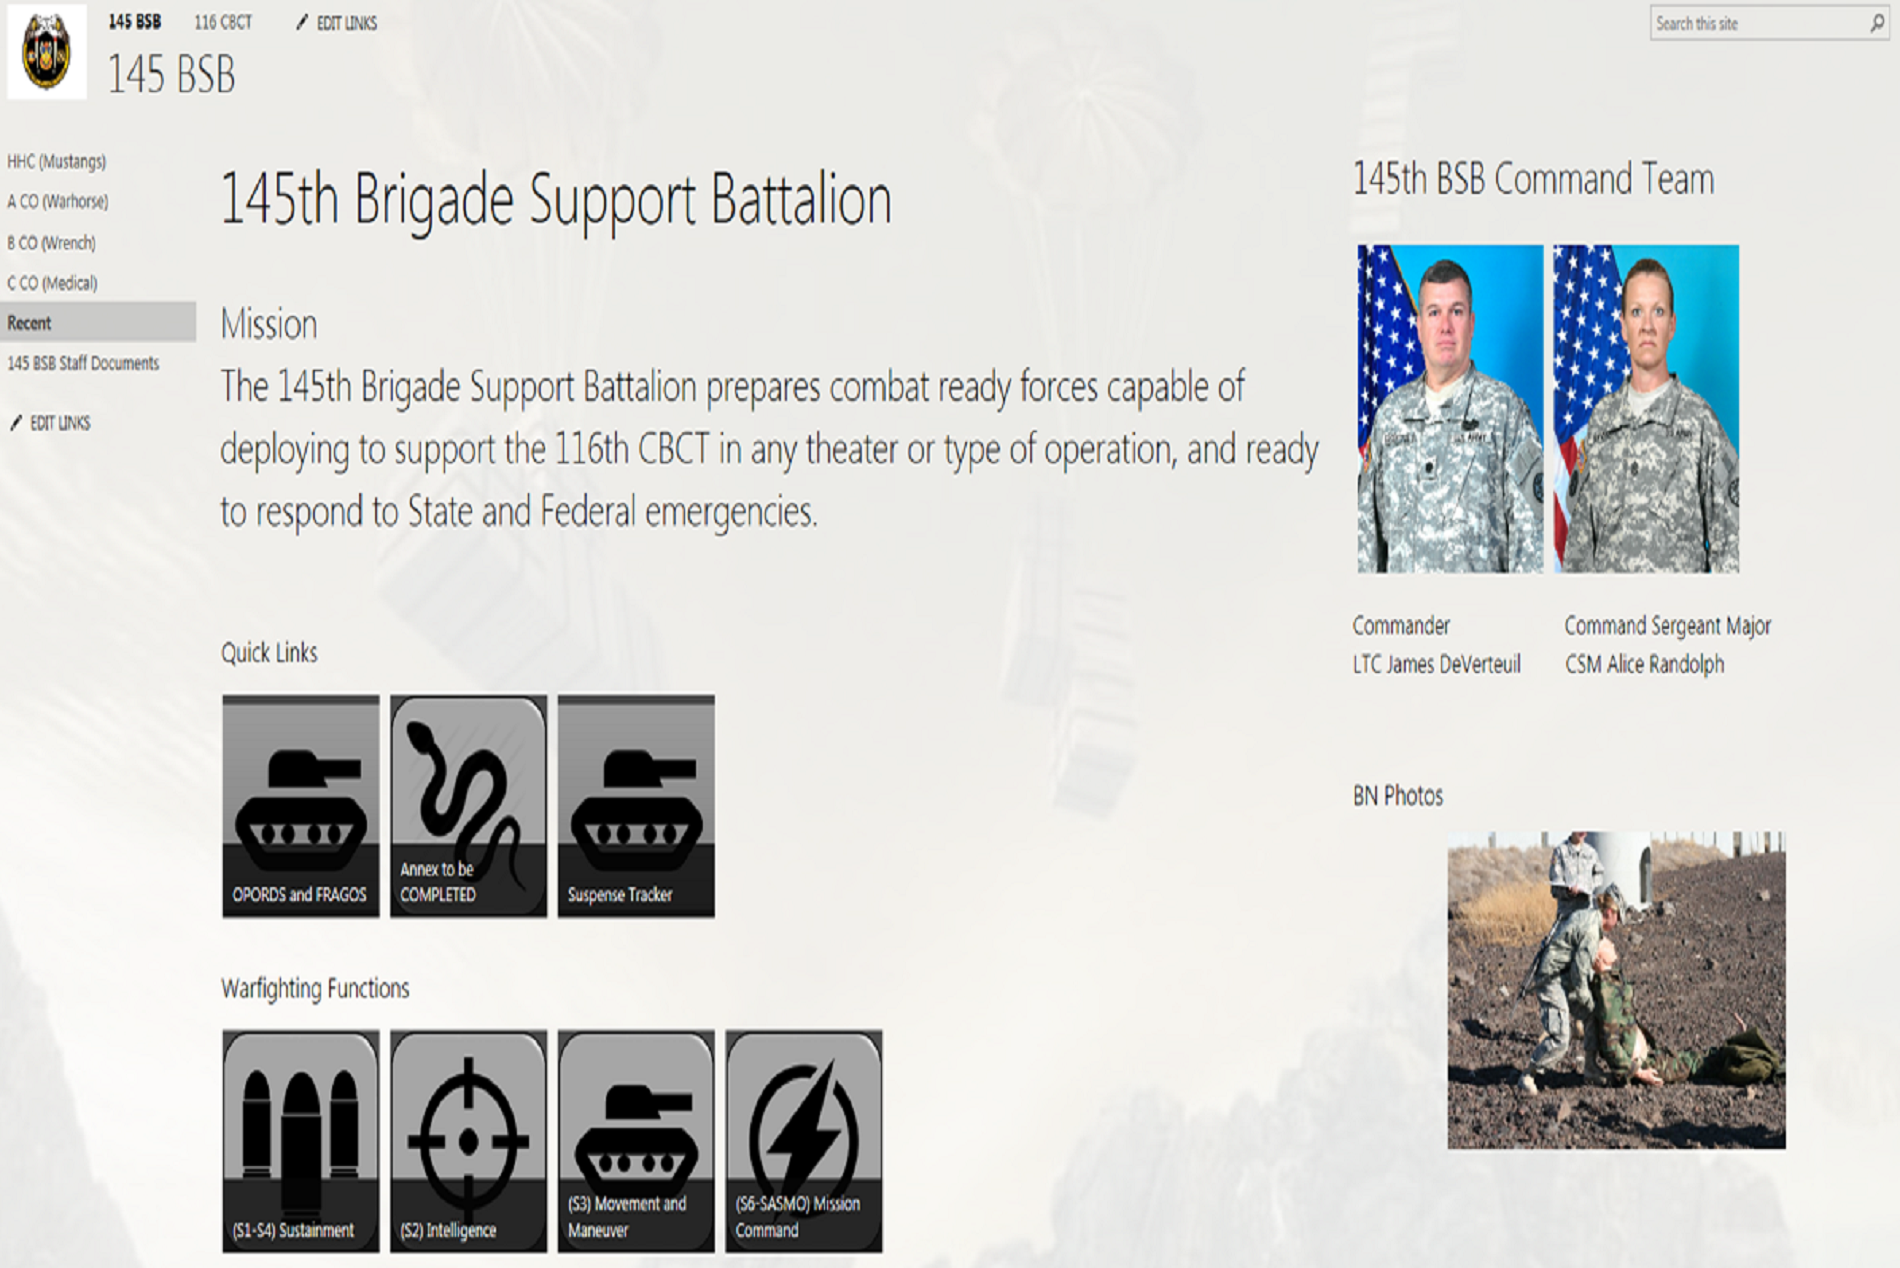 145 BSB
116 CBCT
EDIT LINKS
Search this site
145 BSB
HHC (Mustangs)
A CO (Warhorse)
B CO (Wrench)
C CO (Medical)
Recent
145 BSB Staff Documents
EDIT LINKS
145th Brigade Support Battalion
Mission
The 145th Brigade Support Battalion prepares combat ready forces capable of
deploying to support the 116th CBCT in any theater or type of operation, and ready
to respond to State and Federal emergencies.
Quick Links
OPORDS and FRAGOS
Annex to be
COMPLETED
Suspense Tracker
Warfighting Functions
(S1-S4) Sustainment
(S2) Intelligence
(S3) Movement and
Maneuver
(S6-SASMO) Mission
Command
145th BSB Command Team
Commander
LTC James DeVerteuil
Command Sergeant Major
CSM Alice Randolph
BN Photos